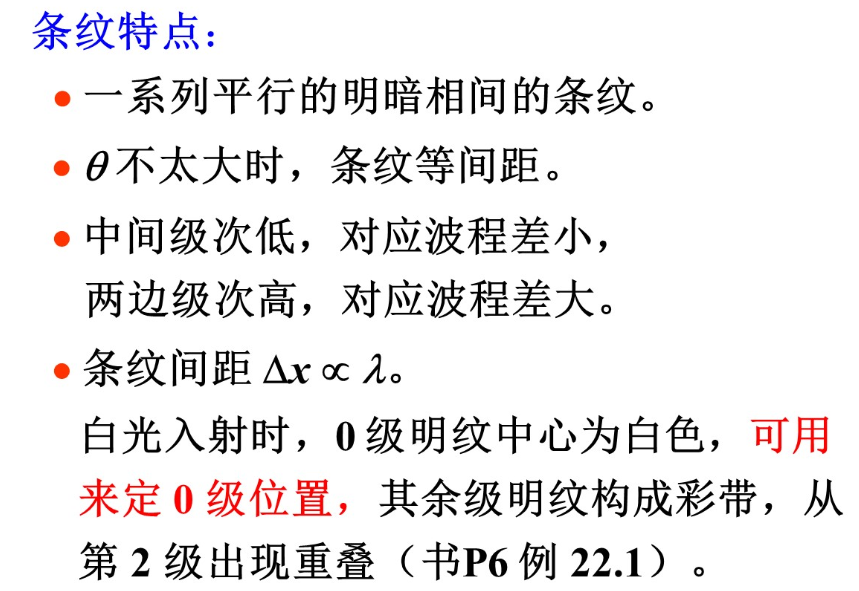 条纹特点：
• 一系列平行的明暗相间的条纹。
• θ 不太大时，条纹等间距。
• 中间级次低，对应波程差小，
两边级次高，对应波程差大。
• 条纹间距 Δx ∝ λ。
白光入射时，0 级明纹中心为白色，可用
来定 0 级位置，其余级明纹构成彩带，从
第 2 级出现重叠（书P6 例 22.1）。